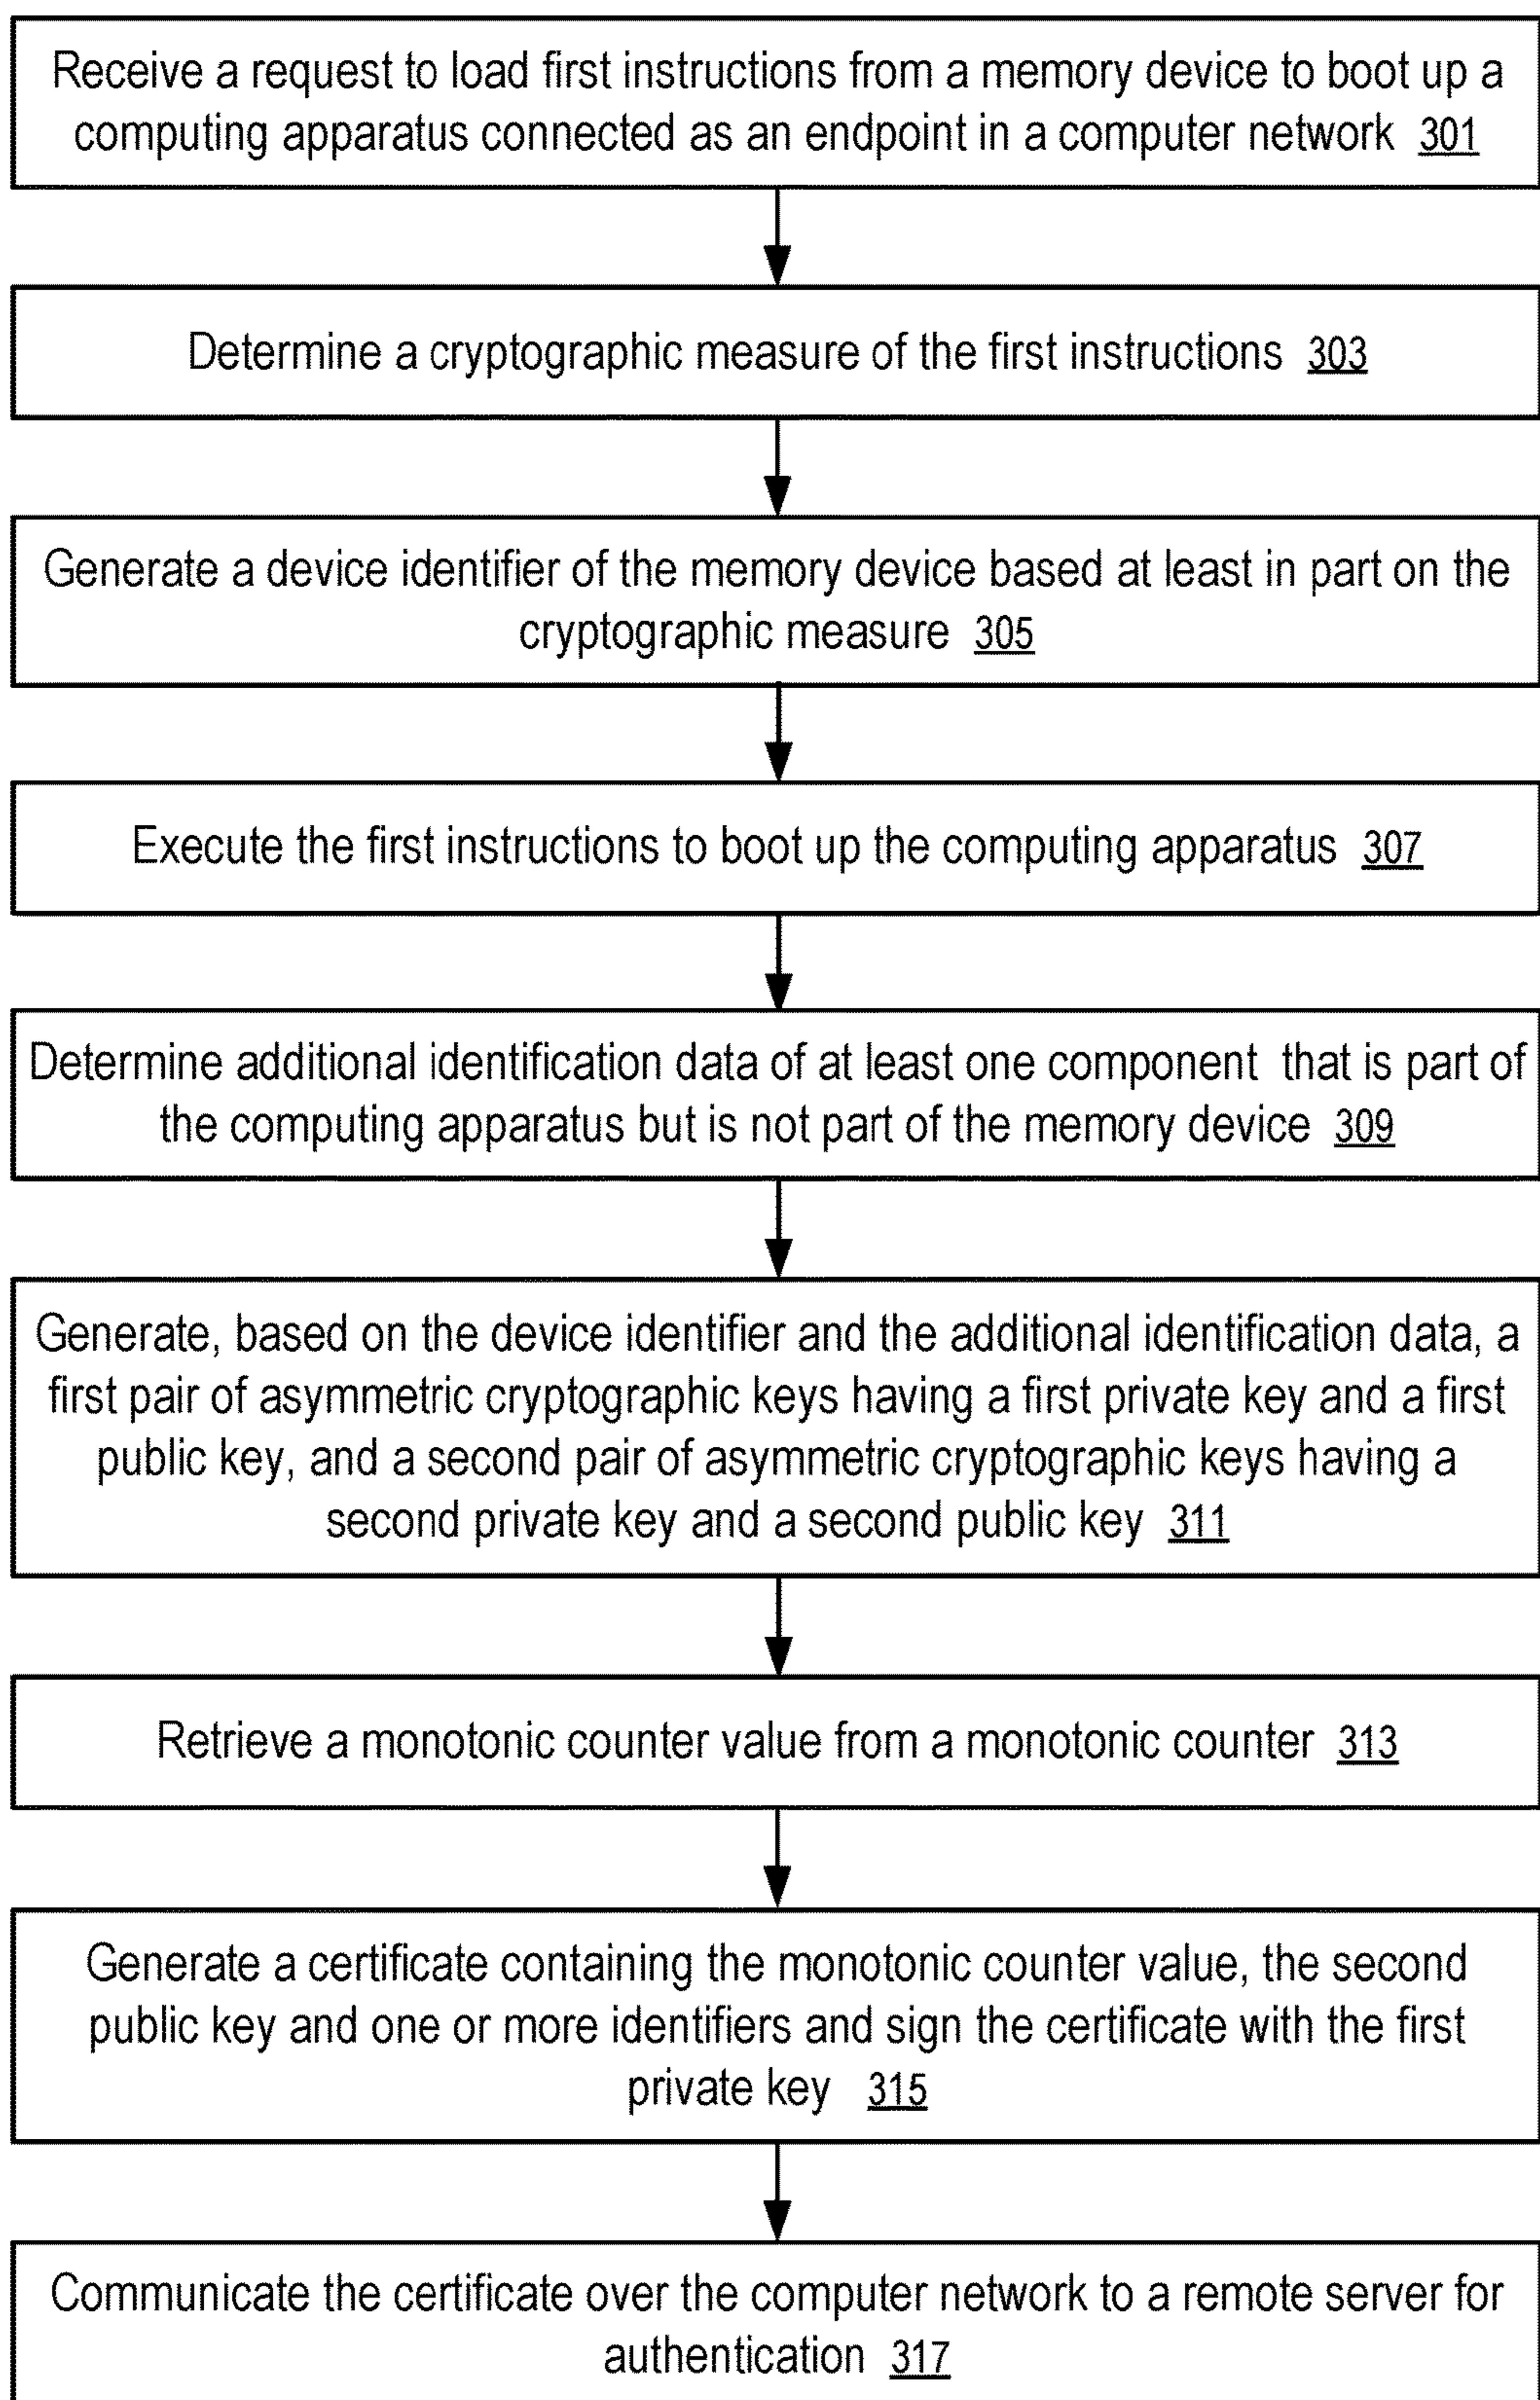 Receive a request to load first instructions from a memory device to boot up a
computing apparatus connected as an endpoint in a computer network 301
Determine a cryptographic measure of the first instructions 303
Generate a device identifier of the memory device based at least in part on the
cryptographic measure 305
Execute the first instructions to boot up the computing apparatus 307
Determine additional identification data of at least one component that is part of
the computing apparatus but is not part of the memory device 309
Generate, based on the device identifier and the additional identification data, a
first pair of asymmetric cryptographic keys having a first private key and a first
public key, and a second pair of asymmetric cryptographic keys having a
second private key and a second public key 311
Retrieve a monotonic counter value from a monotonic counter 313
Generate a certificate containing the monotonic counter value, the second
public key and one or more identifiers and sign the certificate with the first
private key 315
Communicate the certificate over the computer network to a remote server for
authentication 317